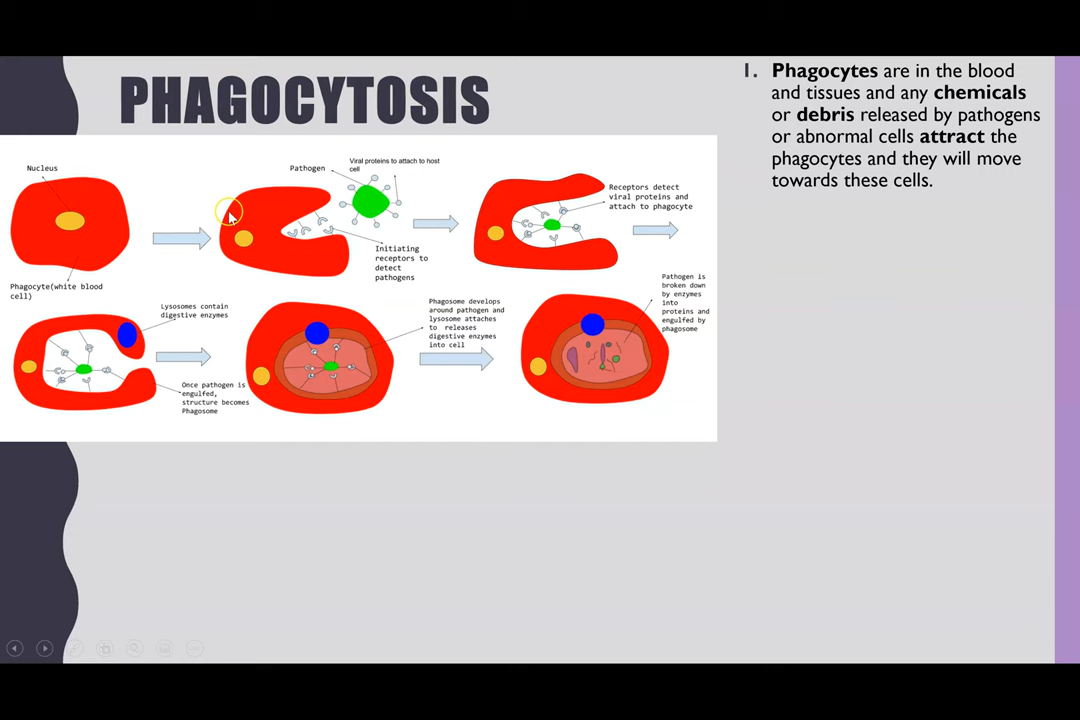 PHAGOCYTOSIS
1. Phagocytes are in the blood
and tissues and any chemicals
or debris released by pathogens
or abnormal cells attract the
phagocytes and they will move
towards these cells.
Nucleus
Phagocyte(white blood
cell)
Pathogen
Viral proteins to attach to host
cell
Initiating
receptors to
detect
pathogens
Receptors detect
viral proteins and
attach to phagocyte
Lysosomes contain
digestive enzymes
Once pathogen is
engulfed,
structure becomes
Phagosome
Phagosome develops
around pathogen and
lysosome attaches
to releases
digestive enzymes
into cell
Pathogen is
broken down
by enzymes
into
proteins and
engulfed by
phagosome